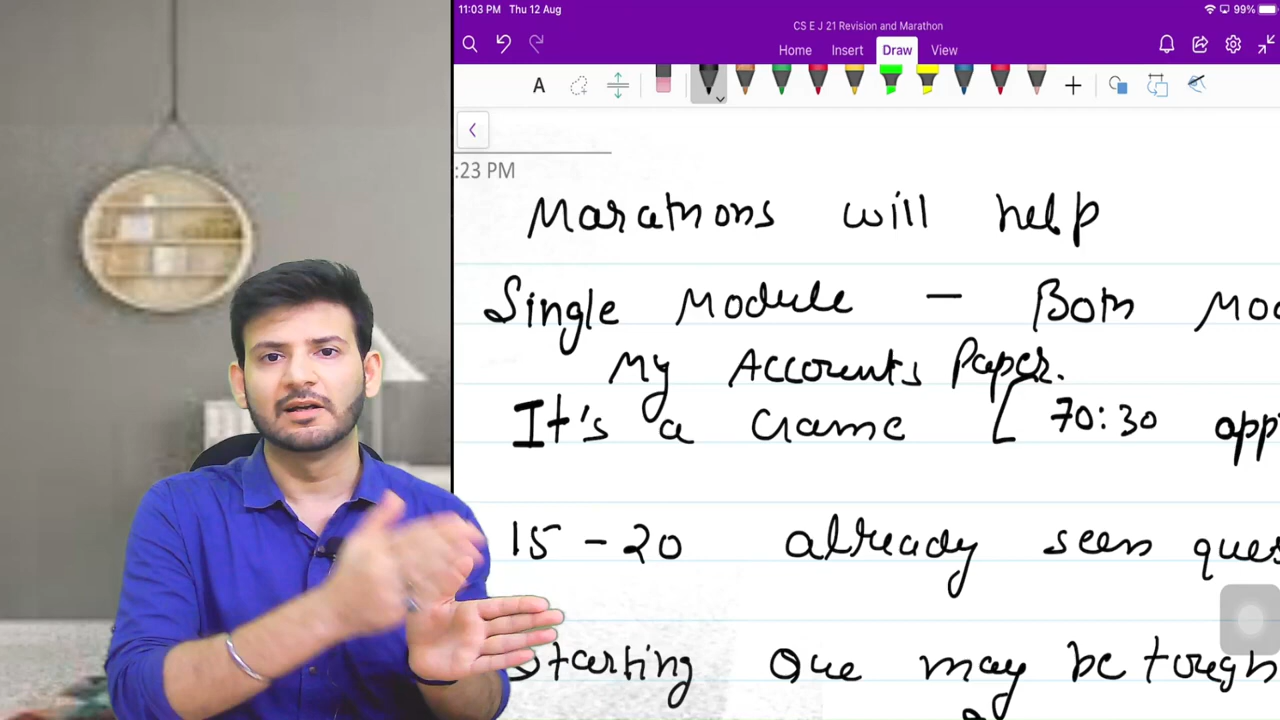 11:03 PM Thu 12 Aug 99%
CS E J 21 Revision and Marathon
Home Insert Draw View
A
:23 PM
Marathons will help
Single Module - Both Mod
My Accounts Paper.
It's a Game [ 70:30 app
15 - 20 already seen ques
Starting Que may be tough